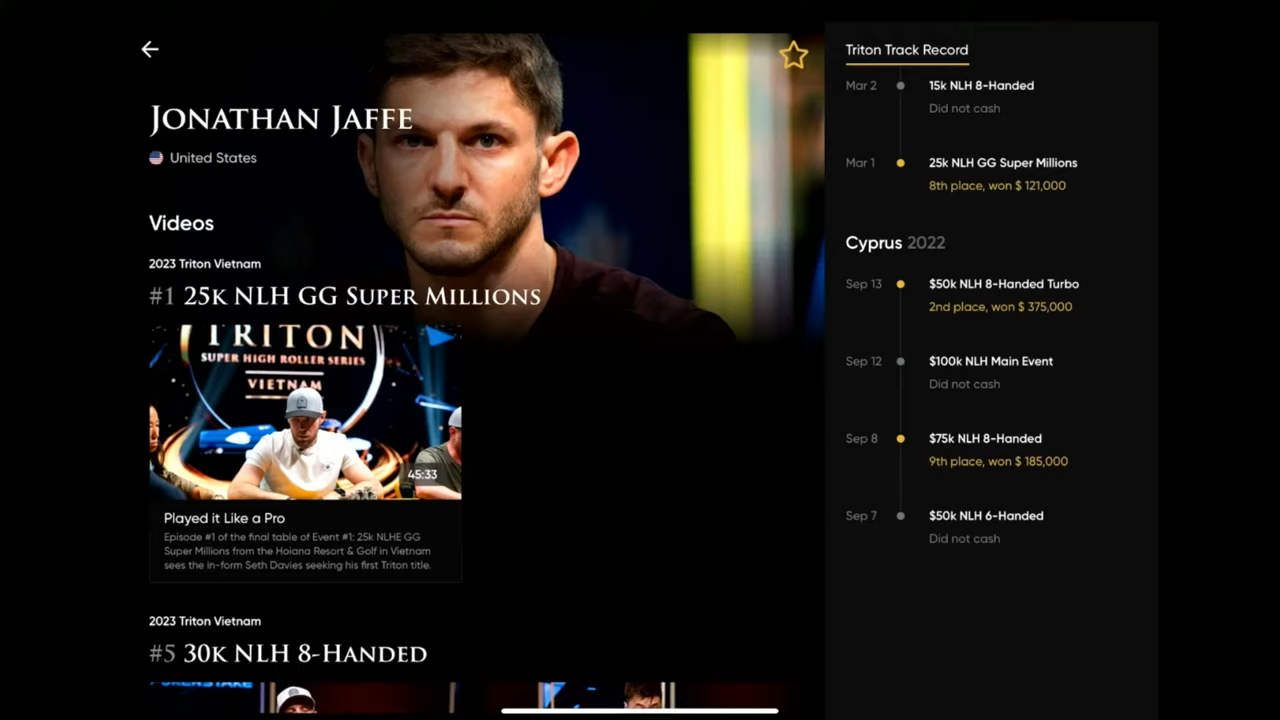 JONATHAN JAFFE
United States
Videos
2023 Triton Vietnam
#1 25K NLH GG SUPER MILLIONS
TRITON
SUPER HIGH ROLLER SERIES
VIETNAM
45:33
Played it Like a Pro
Episode #1 of the final table of Event #1: 25k NLHE GG
Super Millions from the Hoiana Resort & Golf in Vietnam
sees the in-form Seth Davies seeking his first Triton title.
2023 Triton Vietnam
#5 30K NLH 8-HANDED
Triton Track Record
Mar 2
15k NLH 8-Handed
Did not cash
Mar 1
25k NLH GG Super Millions
8th place, won $ 121,000
Cyprus 2022
Sep 13
$50k NLH 8-Handed Turbo
2nd place, won $ 375,000
Sep 12
$100k NLH Main Event
Did not cash
Sep 8
$75k NLH 8-Handed
9th place, won $ 185,000
Sep 7
$50k NLH 6-Handed
Did not cash